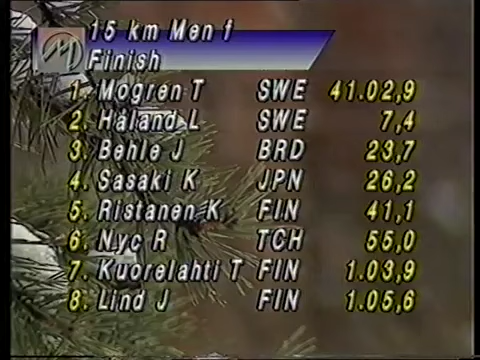 15 km Men f
Finish
1. Mogren T SWE 41.02,9
2. Håland L SWE 7,4
3. Behle J BRD 23,7
4. Sasaki K JPN 26,2
5. Ristanen K FIN 41,1
6. Nyc R TCH 55,0
7. Kuorelahti T FIN 1.03,9
8. Lind J FIN 1.05,6